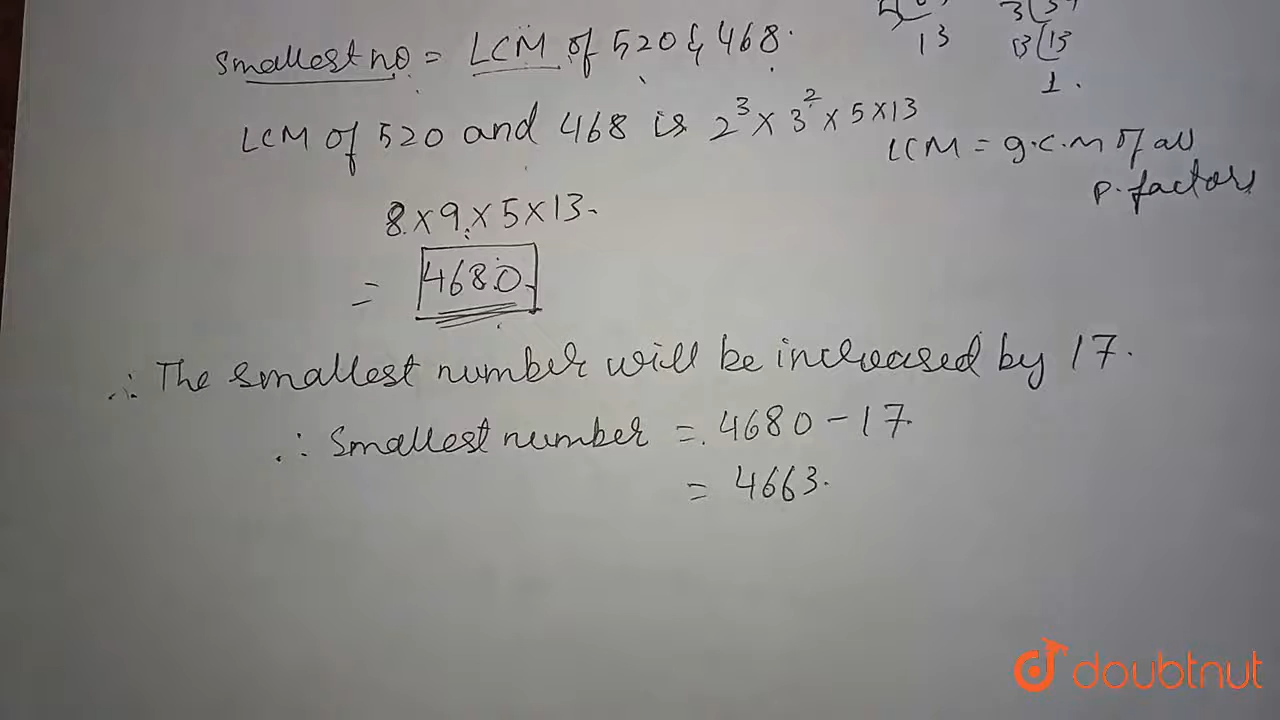 13
3
13 13
1.
smallest no = LCM of 520 & 468.
LCM of 520 and 468 is 2³ × 3² × 5 × 13
LCM = g.c.m of all
p. factors
8 × 9 × 5 × 13.
= 4680.
∴ The smallest number will be increased by 17.
∴ smallest number = 4680 - 17.
= 4663.
doubtnut